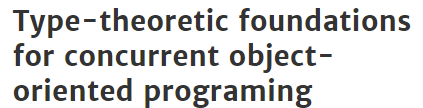 Type-theoretic foundations
for concurrent object-
oriented programing